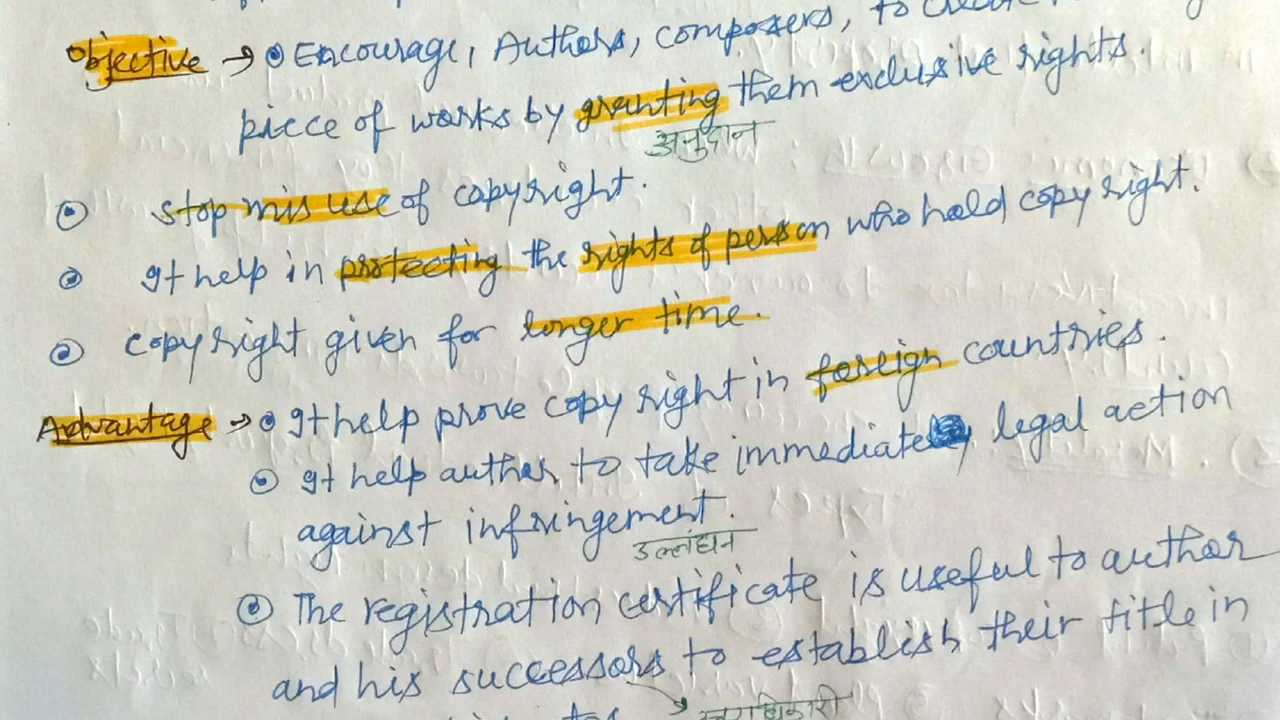 Objective → Encourage, Authors, composers, to create
piece of works by granting them exclusive rights.
अनुदान
stop mis use of copyright.
It help in protecting the rights of person who hold copy right.
copyright given for longer time.
Advantage → It help prove copy right in foreign countries.
It help author to take immediate legal action
against infringement.
उल्लंघन
The registration certificate is useful to author
and his successors to establish their title in